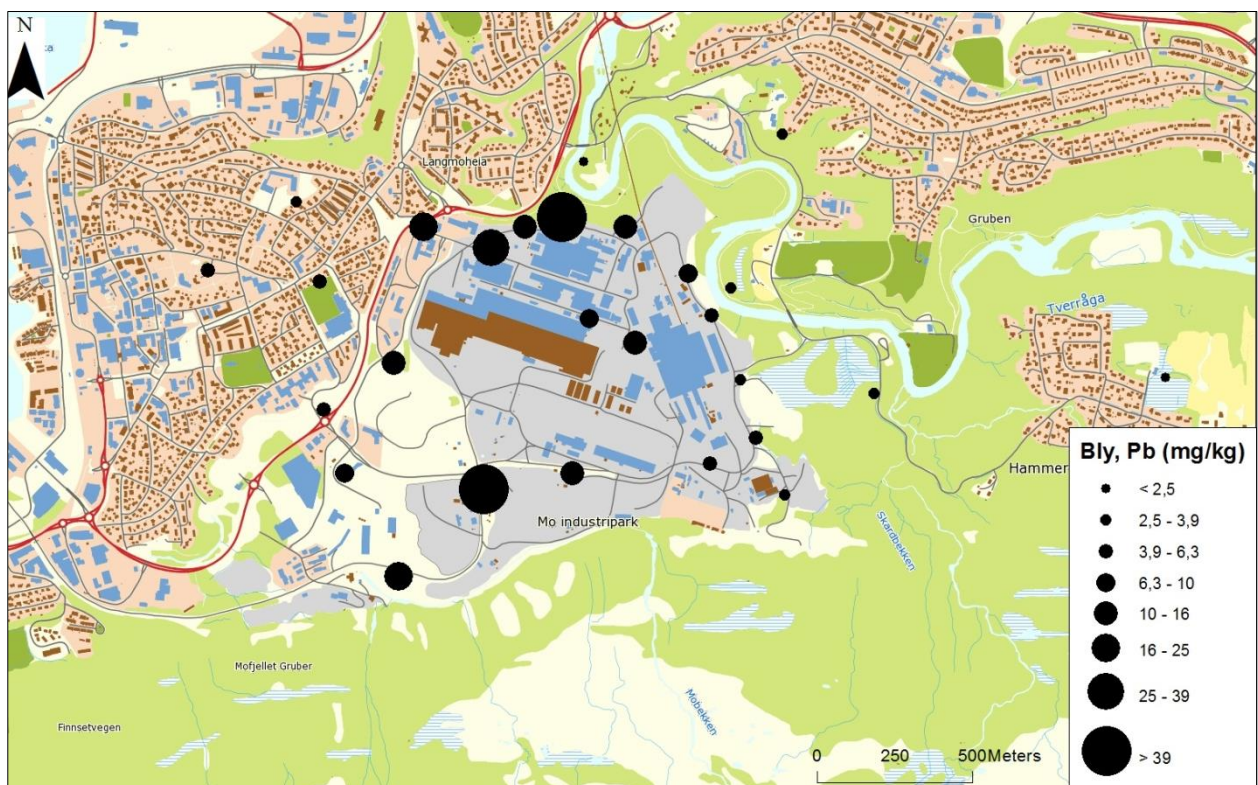 N
Langmoheia
Gruben
Tverråga
Hammer
Mo industripark
Skardbekken
Mofjellet Gruber
Mobekken
Finnsetvegen
Bly, Pb (mg/kg)
< 2,5
2,5 - 3,9
3,9 - 6,3
6,3 - 10
10 - 16
16 - 25
25 - 39
> 39
0 250 500Meters